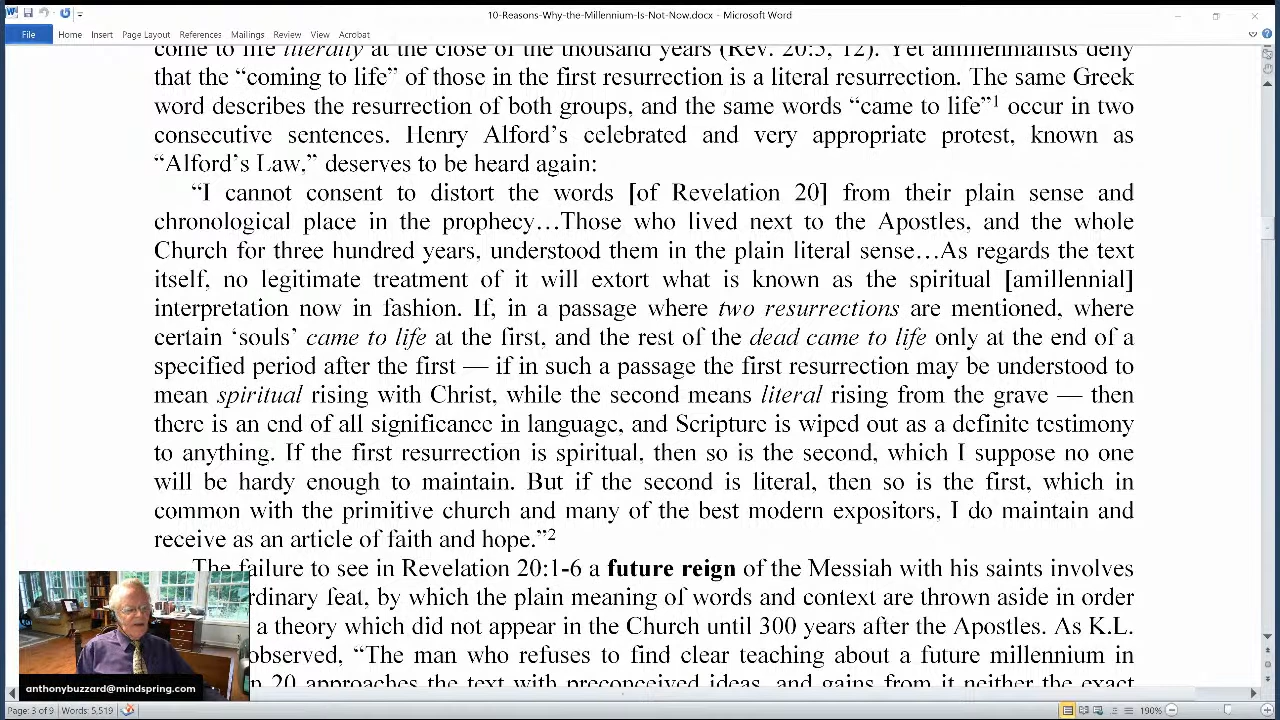 10-Reasons-Why-the-Millennium-Is-Not-Now.docx - Microsoft Word
File Home Insert Page Layout References Mailings Review View Acrobat
come to life literally at the close of the thousand years (Rev. 20:5, 12). Yet amillennialists deny
that the “coming to life” of those in the first resurrection is a literal resurrection. The same Greek
word describes the resurrection of both groups, and the same words “came to life”1 occur in two
consecutive sentences. Henry Alford’s celebrated and very appropriate protest, known as
“Alford’s Law,” deserves to be heard again:
“I cannot consent to distort the words [of Revelation 20] from their plain sense and
chronological place in the prophecy…Those who lived next to the Apostles, and the whole
Church for three hundred years, understood them in the plain literal sense…As regards the text
itself, no legitimate treatment of it will extort what is known as the spiritual [amillennial]
interpretation now in fashion. If, in a passage where two resurrections are mentioned, where
certain ‘souls’ came to life at the first, and the rest of the dead came to life only at the end of a
specified period after the first — if in such a passage the first resurrection may be understood to
mean spiritual rising with Christ, while the second means literal rising from the grave — then
there is an end of all significance in language, and Scripture is wiped out as a definite testimony
to anything. If the first resurrection is spiritual, then so is the second, which I suppose no one
will be hardy enough to maintain. But if the second is literal, then so is the first, which in
common with the primitive church and many of the best modern expositors, I do maintain and
receive as an article of faith and hope.”2
The failure to see in Revelation 20:1-6 a future reign of the Messiah with his saints involves
rdinary feat, by which the plain meaning of words and context are thrown aside in order
a theory which did not appear in the Church until 300 years after the Apostles. As K.L.
observed, “The man who refuses to find clear teaching about a future millennium in
n 20 approaches the text with preconceived ideas, and gains from it neither the exact
anthonybuzzard@mindspring.com
Page: 3 of 9 Words: 5,519 190%